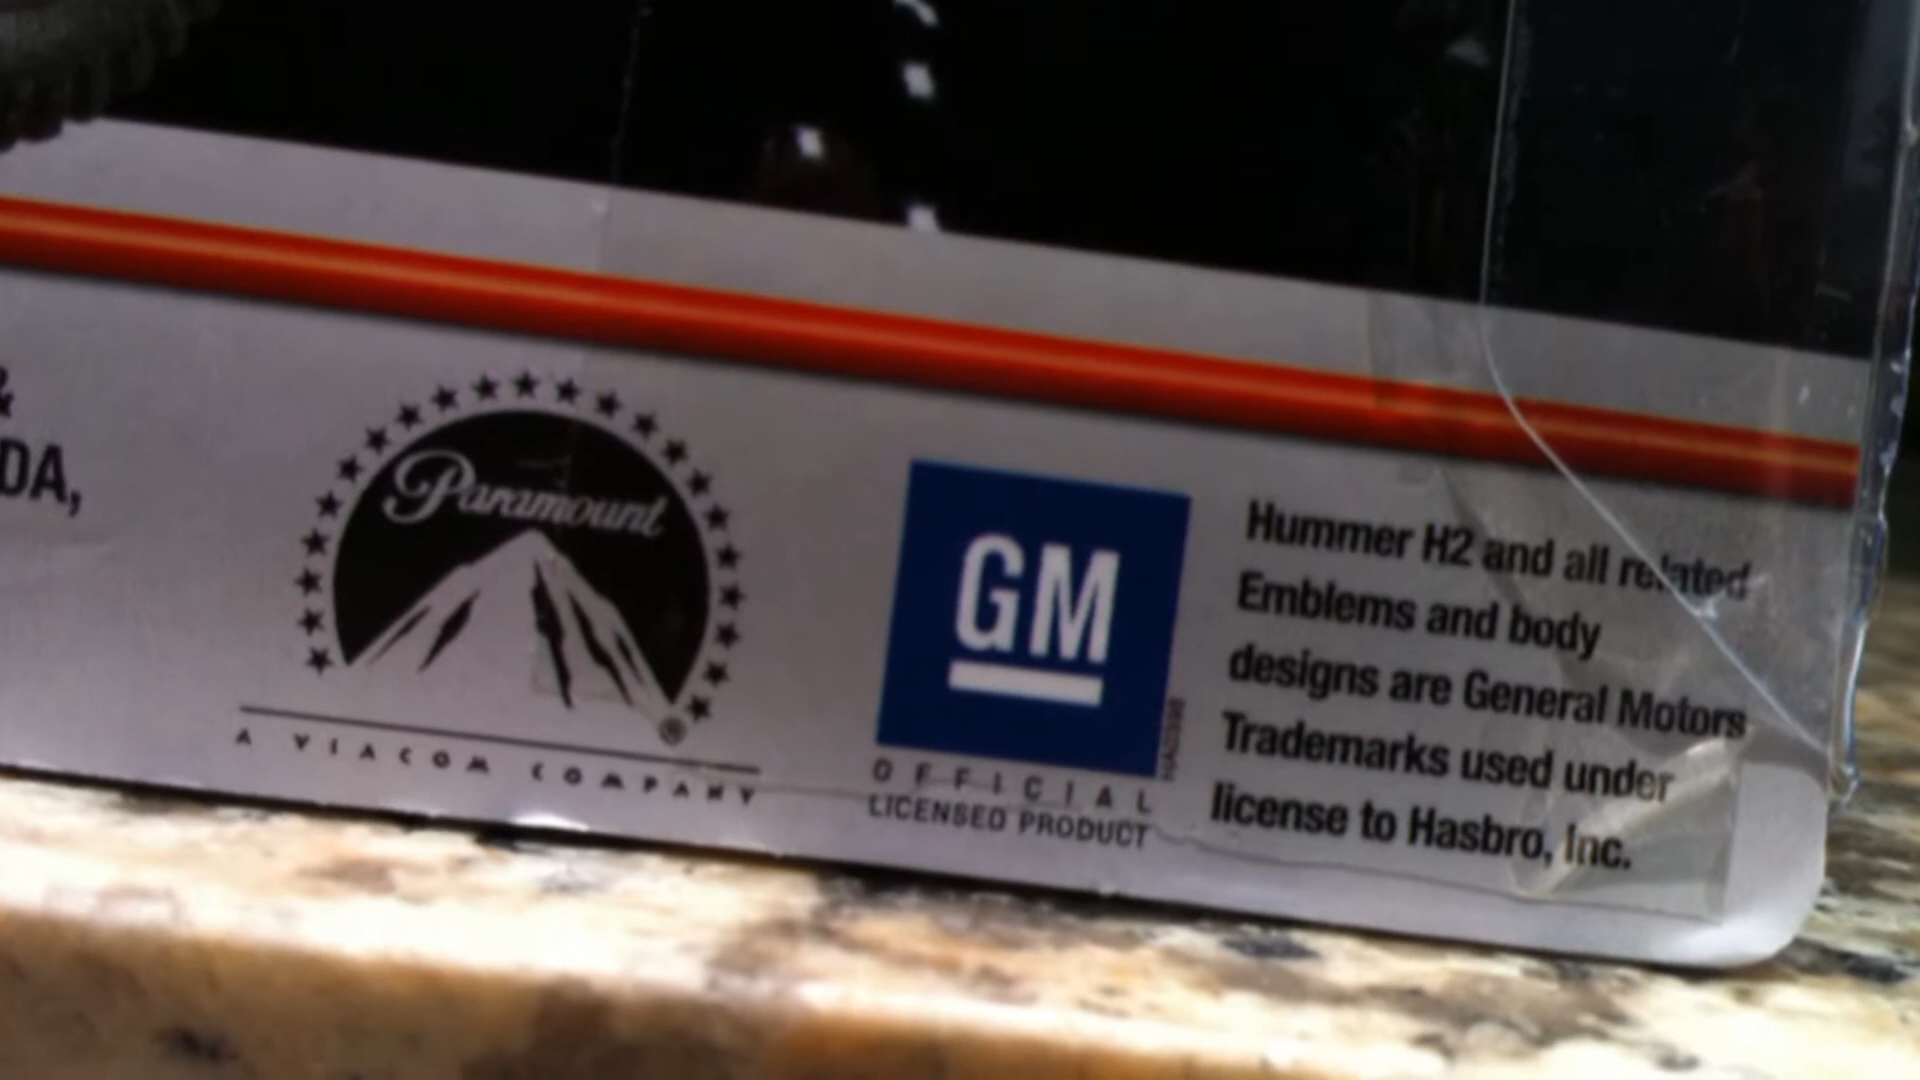 &
DA,
Paramount
®
A VIACOM COMPANY
GM
OFFICIAL
LICENSED PRODUCT
Hummer H2 and all related
Emblems and body
designs are General Motors
Trademarks used under
license to Hasbro, Inc.